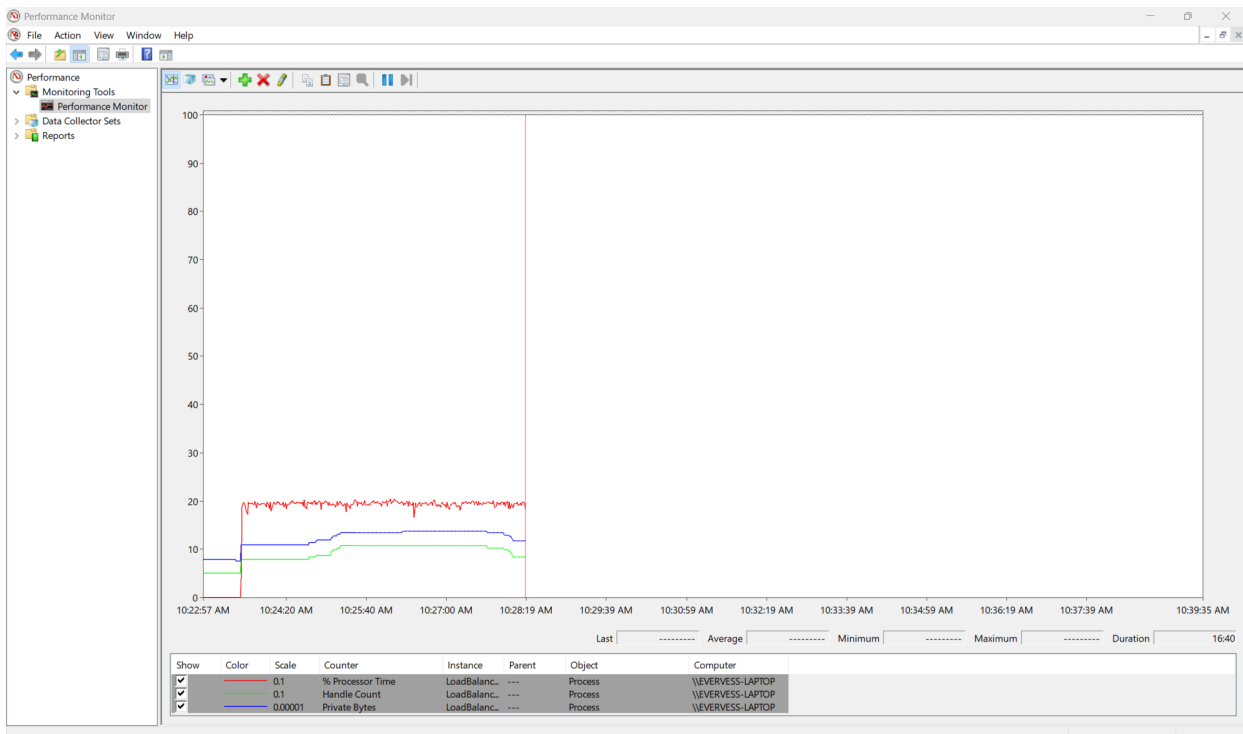 Performance Monitor
File Action View Window Help
Performance
Monitoring Tools
Performance Monitor
Data Collector Sets
Reports
100
90
80
70
60
50
40
30
20
10
0
10:22:57 AM 10:24:20 AM 10:25:40 AM 10:27:00 AM 10:28:19 AM 10:29:39 AM 10:30:59 AM 10:32:19 AM 10:33:39 AM 10:34:59 AM 10:36:19 AM 10:37:39 AM 10:39:35 AM
Last --------- Average --------- Minimum --------- Maximum --------- Duration 16:40
Show Color Scale Counter Instance Parent Object Computer
0.1 % Processor Time LoadBalanc... --- Process \\EVERVESS-LAPTOP
0.1 Handle Count LoadBalanc... --- Process \\EVERVESS-LAPTOP
0.00001 Private Bytes LoadBalanc... --- Process \\EVERVESS-LAPTOP